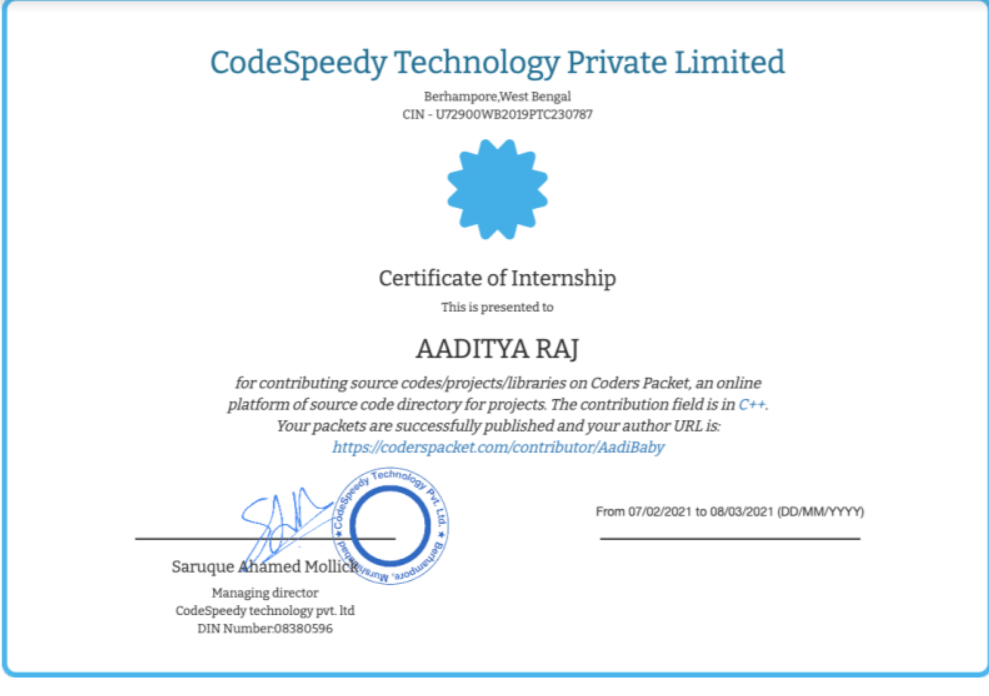 CodeSpeedy Technology Private Limited
Berhampore,West Bengal
CIN - U72900WB2019PTC230787
Certificate of Internship
This is presented to
AADITYA RAJ
for contributing source codes/projects/libraries on Coders Packet, an online
platform of source code directory for projects. The contribution field is in C++.
Your packets are successfully published and your author URL is:
https://coderspacket.com/contributor/AadiBaby
CodeSpeedy Technology Pvt. Ltd. ★ Berhampore, Murshidabad ★
From 07/02/2021 to 08/03/2021 (DD/MM/YYYY)
Saruque Ahamed Mollick
Managing director
CodeSpeedy technology pvt. ltd
DIN Number:08380596